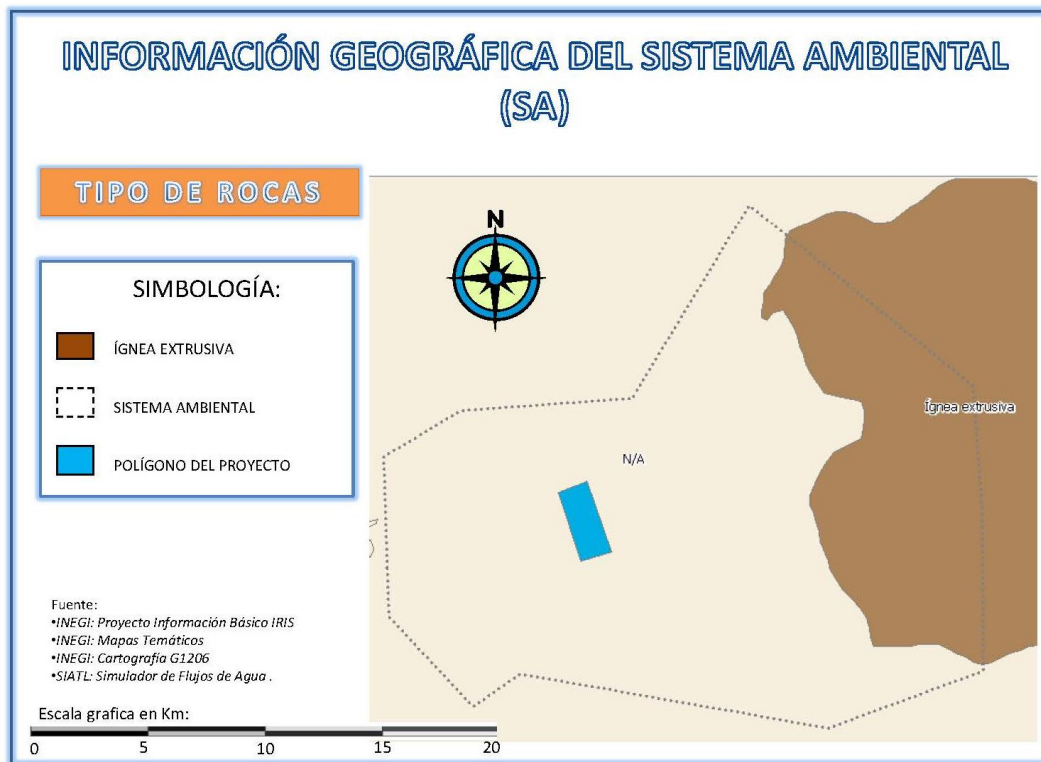 INFORMACIÓN GEOGRÁFICA DEL SISTEMA AMBIENTAL
(SA)
TIPO DE ROCAS
SIMBOLOGÍA:
ÍGNEA EXTRUSIVA
SISTEMA AMBIENTAL
POLÍGONO DEL PROYECTO
N
Ígnea extrusiva
N/A
Fuente:
•INEGI: Proyecto Información Básico IRIS
•INEGI: Mapas Temáticos
•INEGI: Cartografía G1206
•SIATL: Simulador de Flujos de Agua .
Escala grafica en Km:
0 5 10 15 20